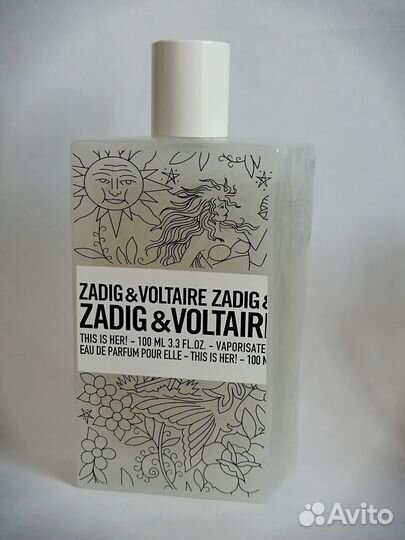 ZADIG&VOLTAIRE ZADIG &
ZADIG &VOLTAIRE
THIS IS HER! – 100 ML 3.3 FL.OZ. – VAPORISATE
EAU DE PARFUM POUR ELLE – THIS IS HER! – 100 M
Avito